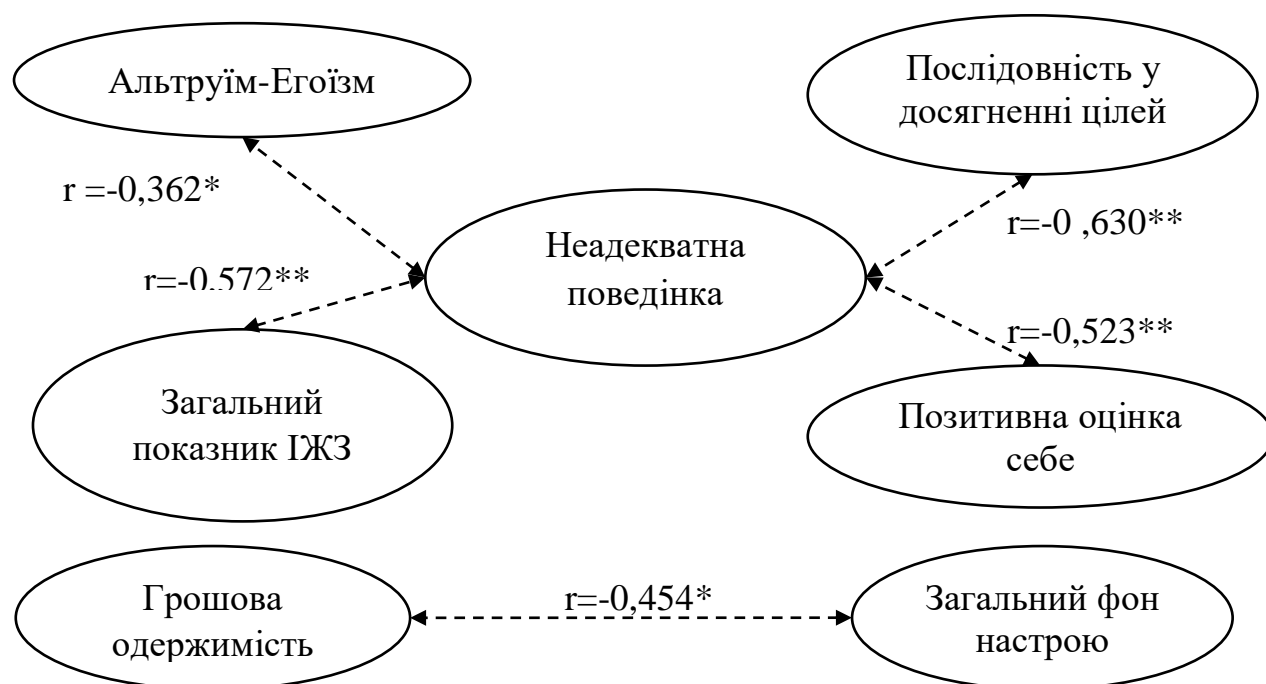 Альтруїм-Егоїзм
Послідовність у
досягненні цілей
r =-0,362*
r=-0 ,630**
Неадекватна
поведінка
r=-0,572**
r=-0,523**
Загальний
показник ІЖЗ
Позитивна оцінка
себе
Грошова
одержимість
r=-0,454*
Загальний фон
настрою